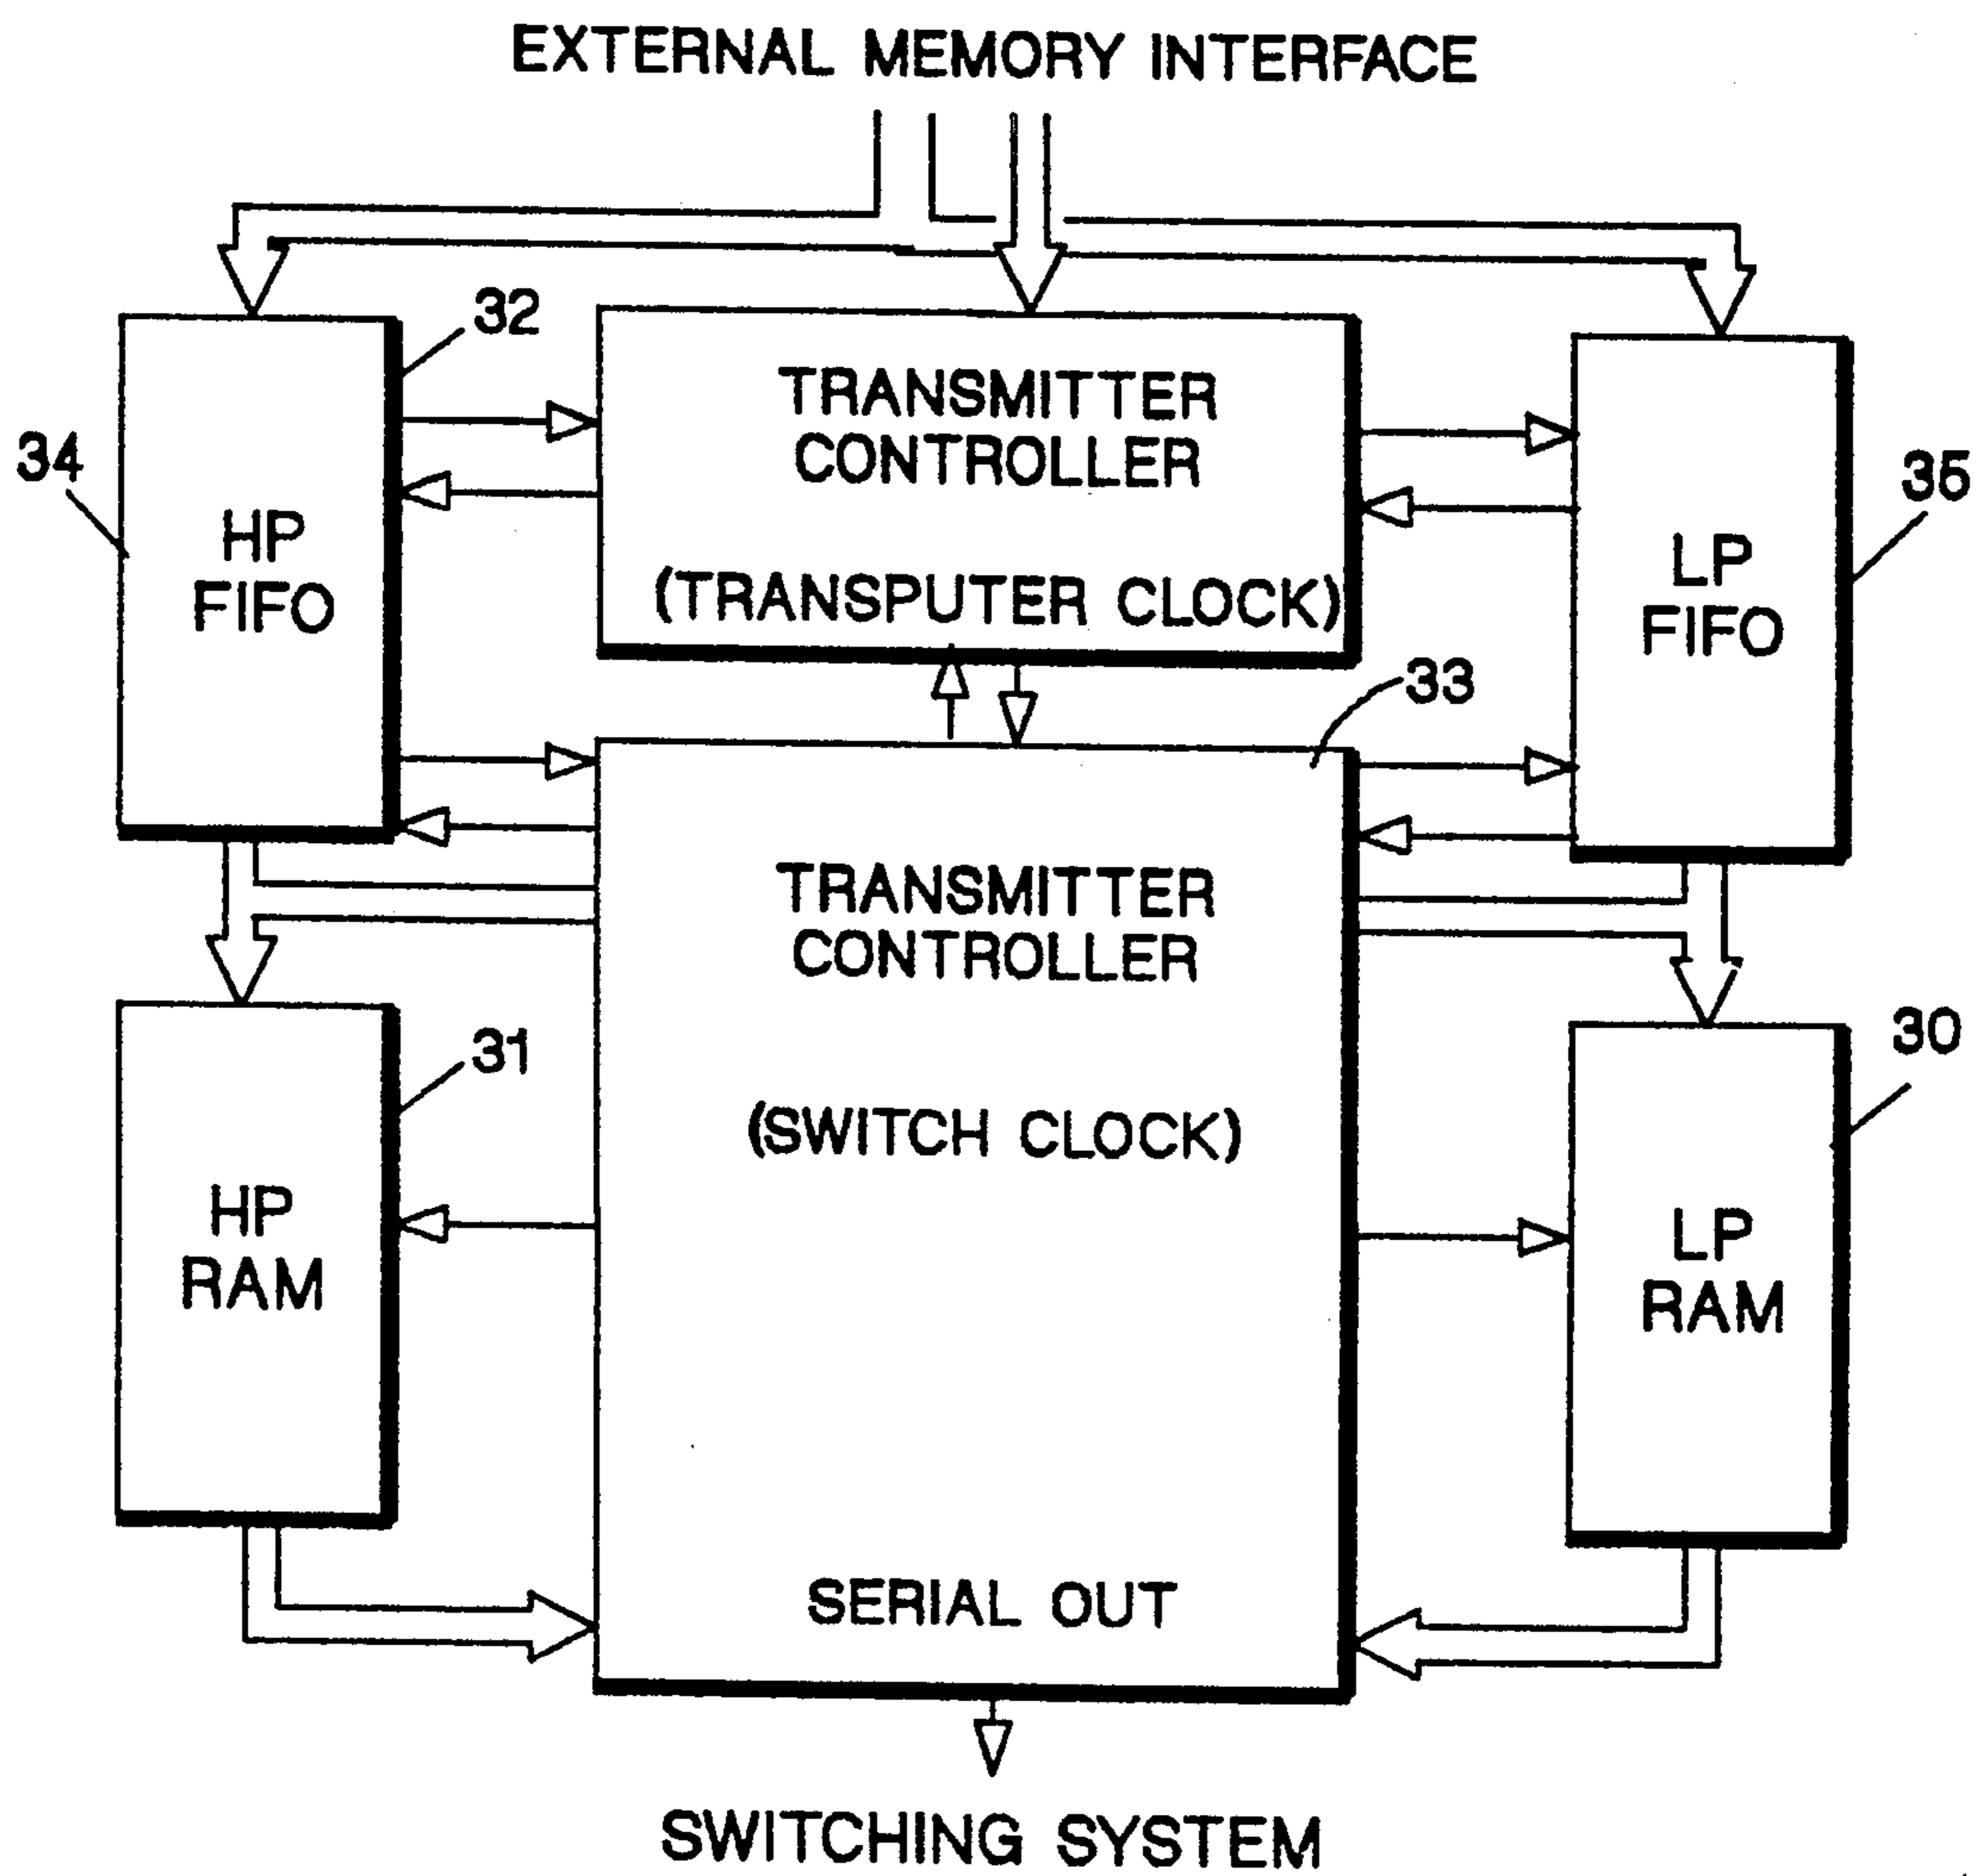 EXTERNAL MEMORY INTERFACE
32
34
HP
FIFO
TRANSMITTER
CONTROLLER
(TRANSPUTER CLOCK)
35
LP
FIFO
33
TRANSMITTER
CONTROLLER
(SWITCH CLOCK)
SERIAL OUT
31
HP
RAM
30
LP
RAM
SWITCHING SYSTEM